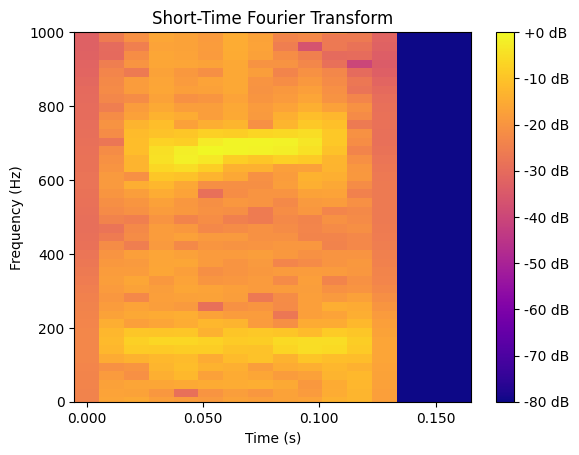 Short-Time Fourier Transform
Frequency (Hz)
1000
800
600
400
200
0
0.000
0.050
0.100
0.150
Time (s)
+0 dB
-10 dB
-20 dB
-30 dB
-40 dB
-50 dB
-60 dB
-70 dB
-80 dB